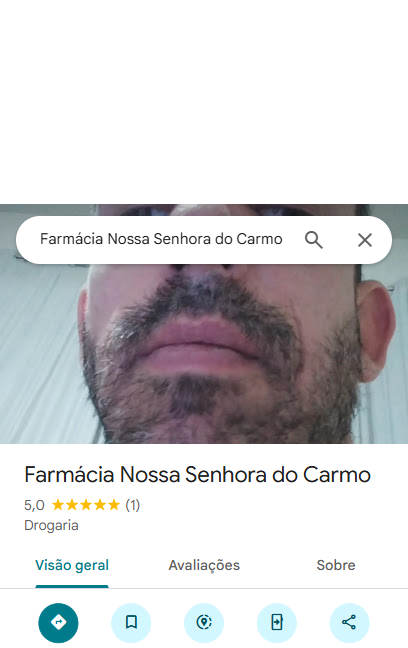 Farmácia Nossa Senhora do Carmo
Farmácia Nossa Senhora do Carmo
5,0 ★★★★★ (1)
Drogaria
Visão geral Avaliações Sobre